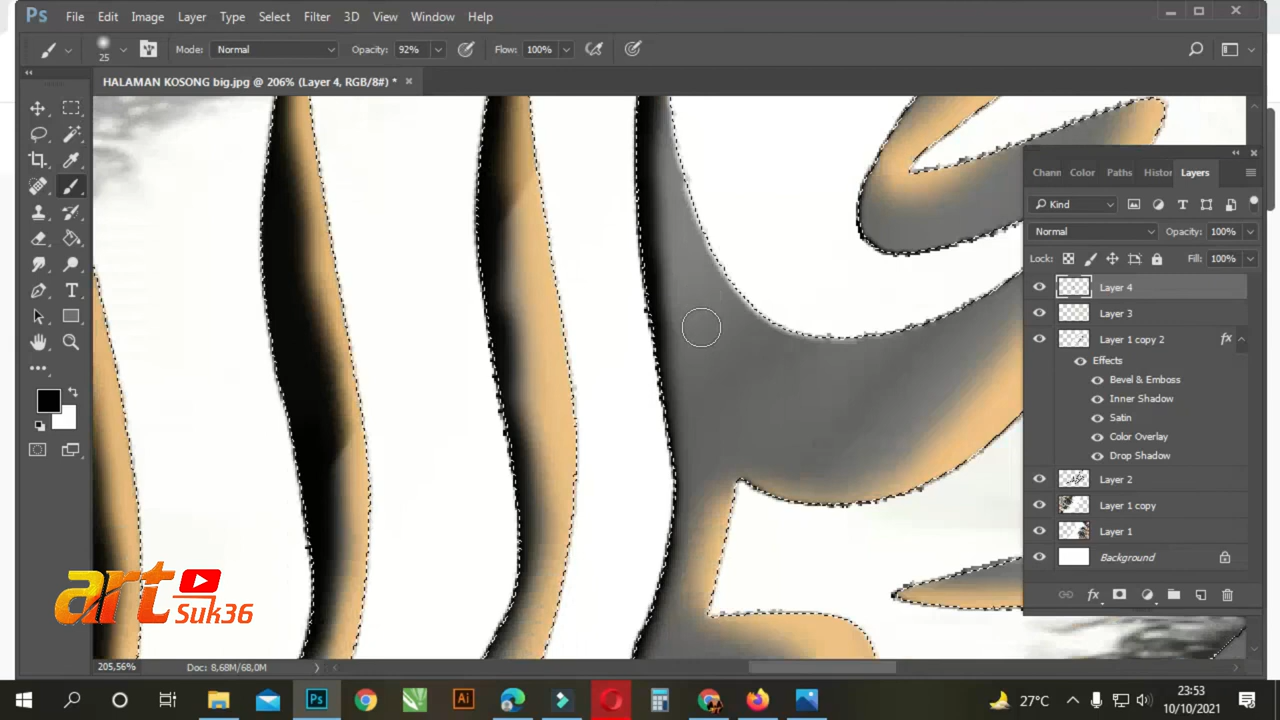 Ps File Edit Image Layer Type Select Filter 3D View Window Help
25 Mode: Normal Opacity: 92% Flow: 100%
HALAMAN KOSONG big.jpg @ 206% (Layer 4, RGB/8#) *
Chann Color Paths Histor Layers
Kind
Normal Opacity: 100%
Lock: Fill: 100%
Layer 4
Layer 3
Layer 1 copy 2 fx
Effects
Bevel & Emboss
Inner Shadow
Satin
Color Overlay
Drop Shadow
Layer 2
Layer 1 copy
Layer 1
Background
fx
art
Suk36
205,56% Doc: 8,68M/68,0M
Ps Ai 27°C 23:53
10/10/2021